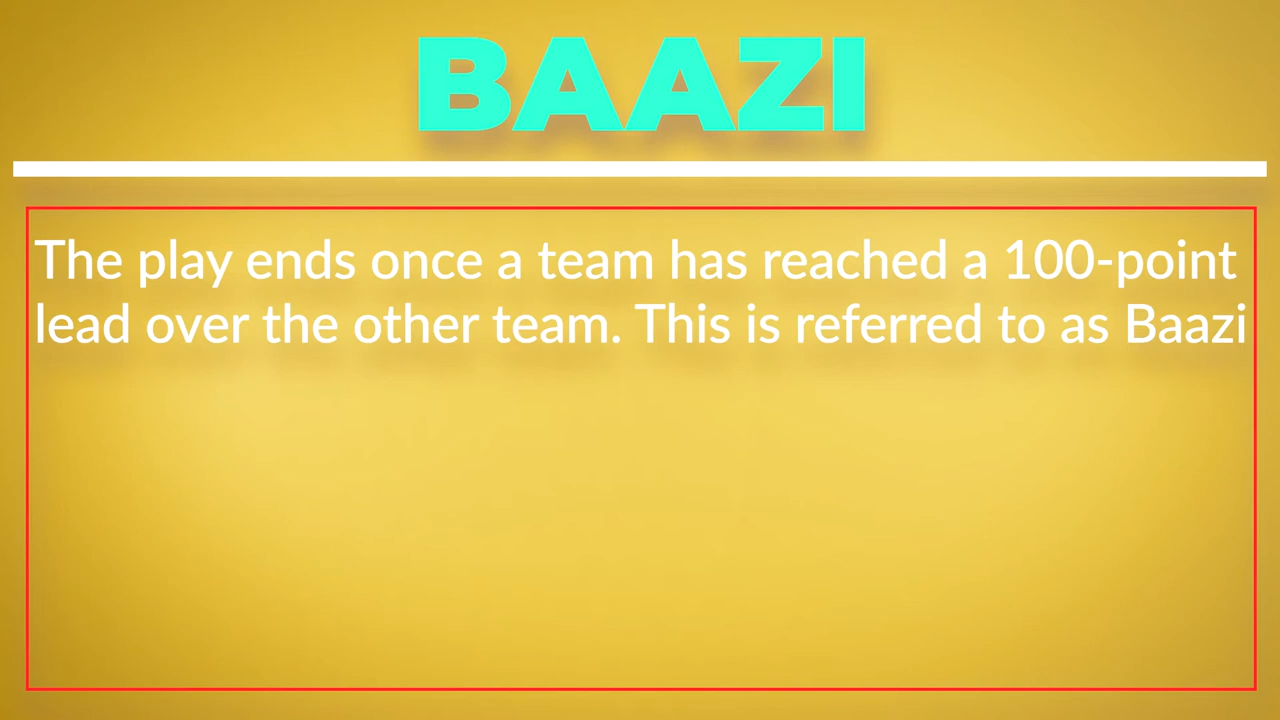 BAAZI
The play ends once a team has reached a 100-point
lead over the other team. This is referred to as Baazi